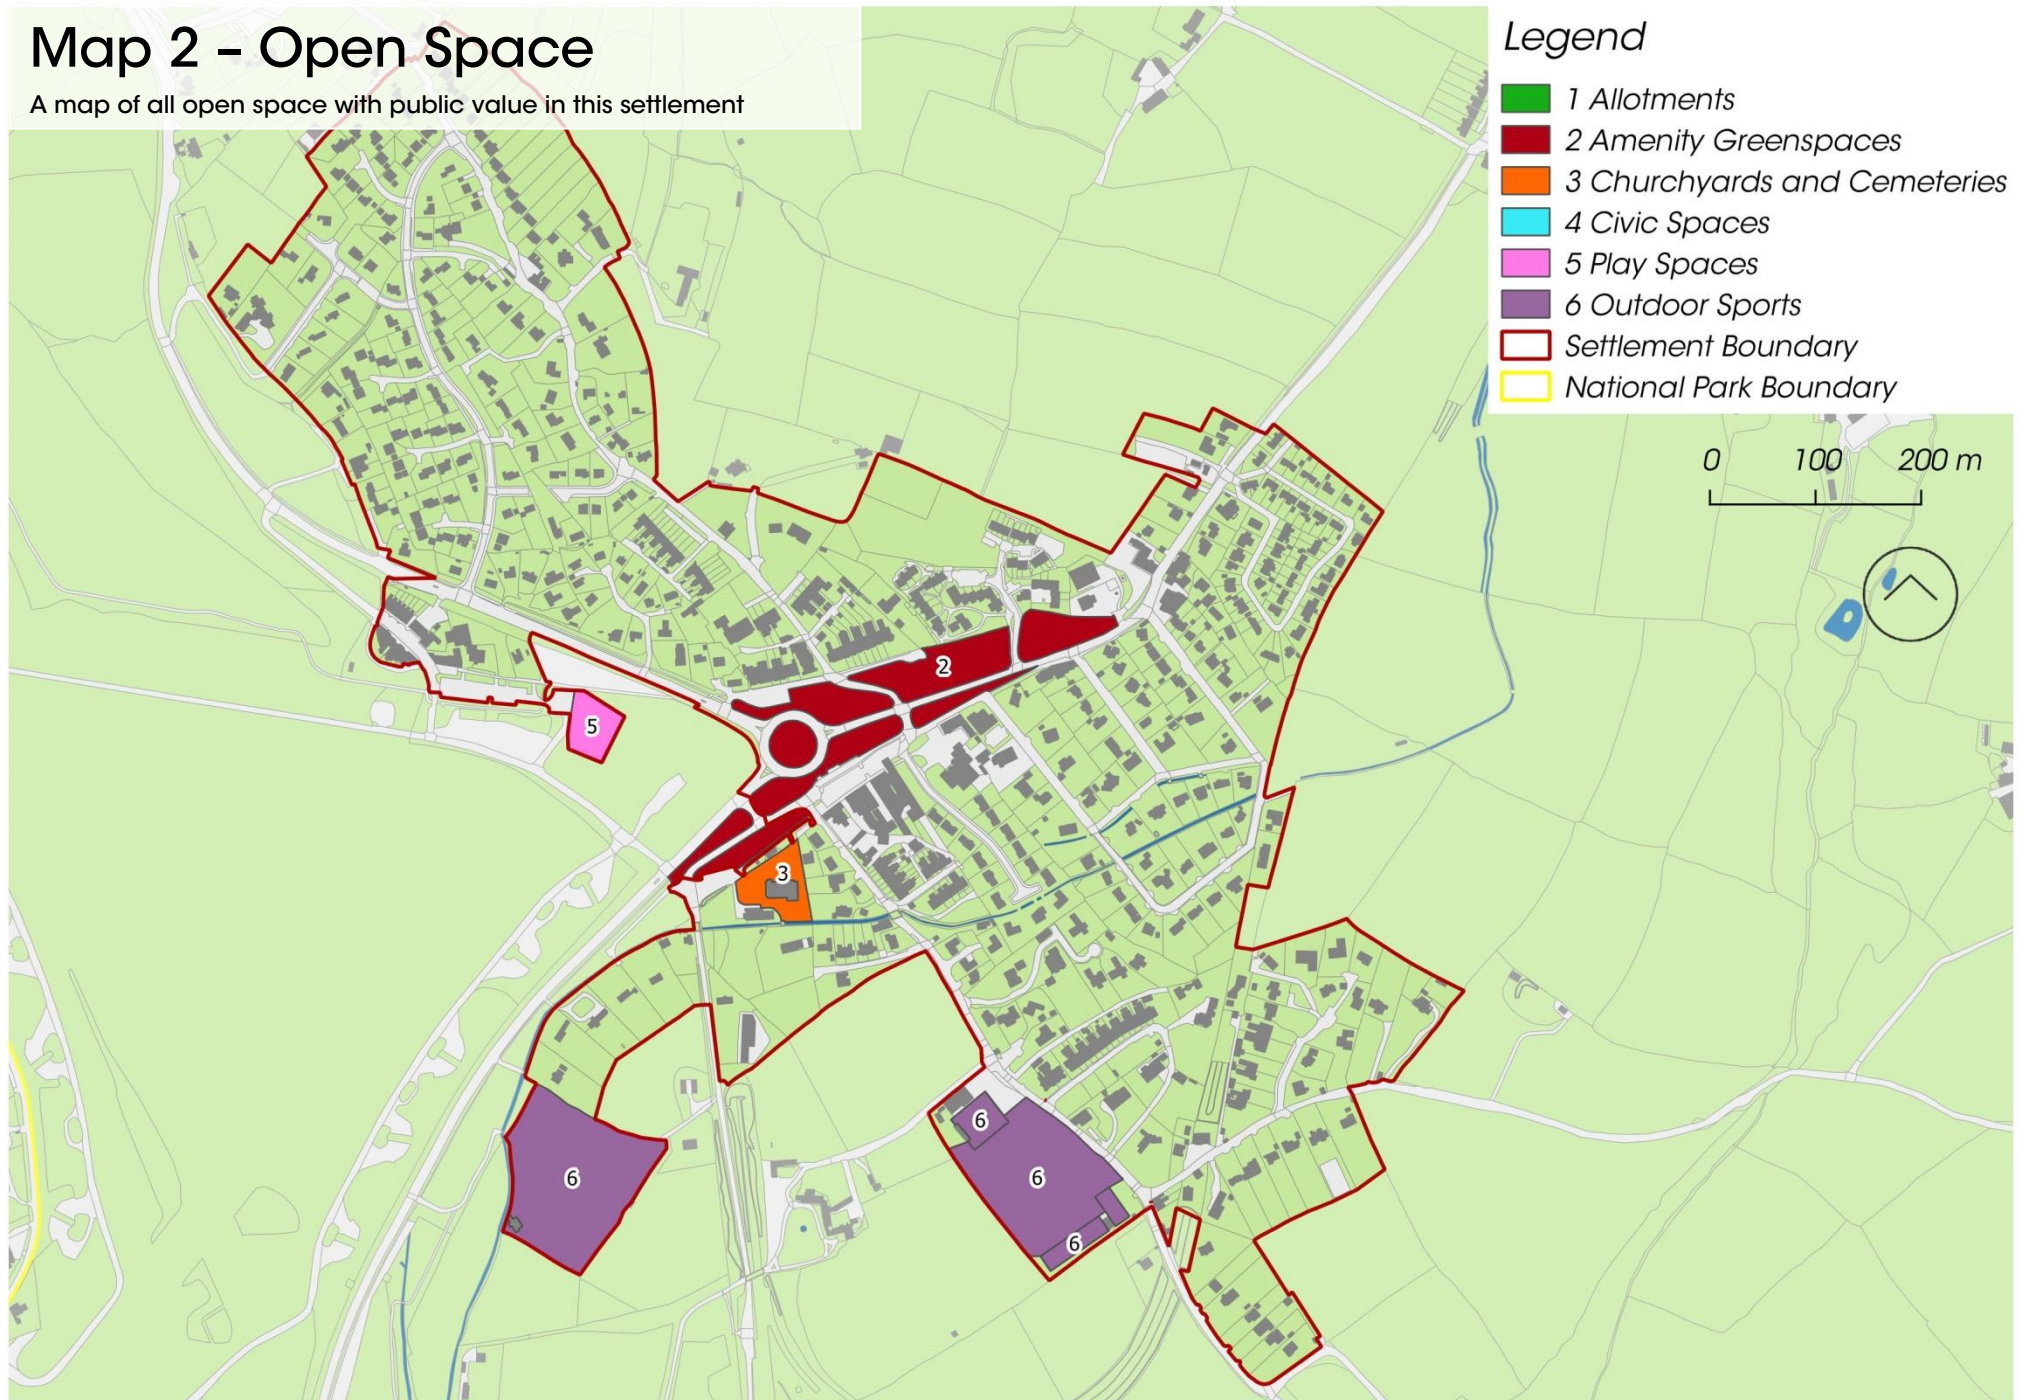 Map 2 – Open Space
A map of all open space with public value in this settlement
Legend
1 Allotments
2 Amenity Greenspaces
3 Churchyards and Cemeteries
4 Civic Spaces
5 Play Spaces
6 Outdoor Sports
Settlement Boundary
National Park Boundary
0 100 200 m
2
5
3
6
6
6
6